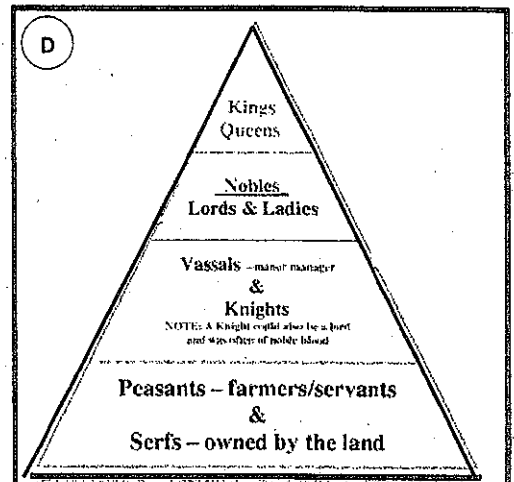 D
Kings
Queens
Nobles
Lords & Ladies
Vassals – manor manager
&
Knights
NOTE: A Knight could also be a lord
and was often of noble blood
Peasants – farmers/servants
&
Serfs – owned by the land